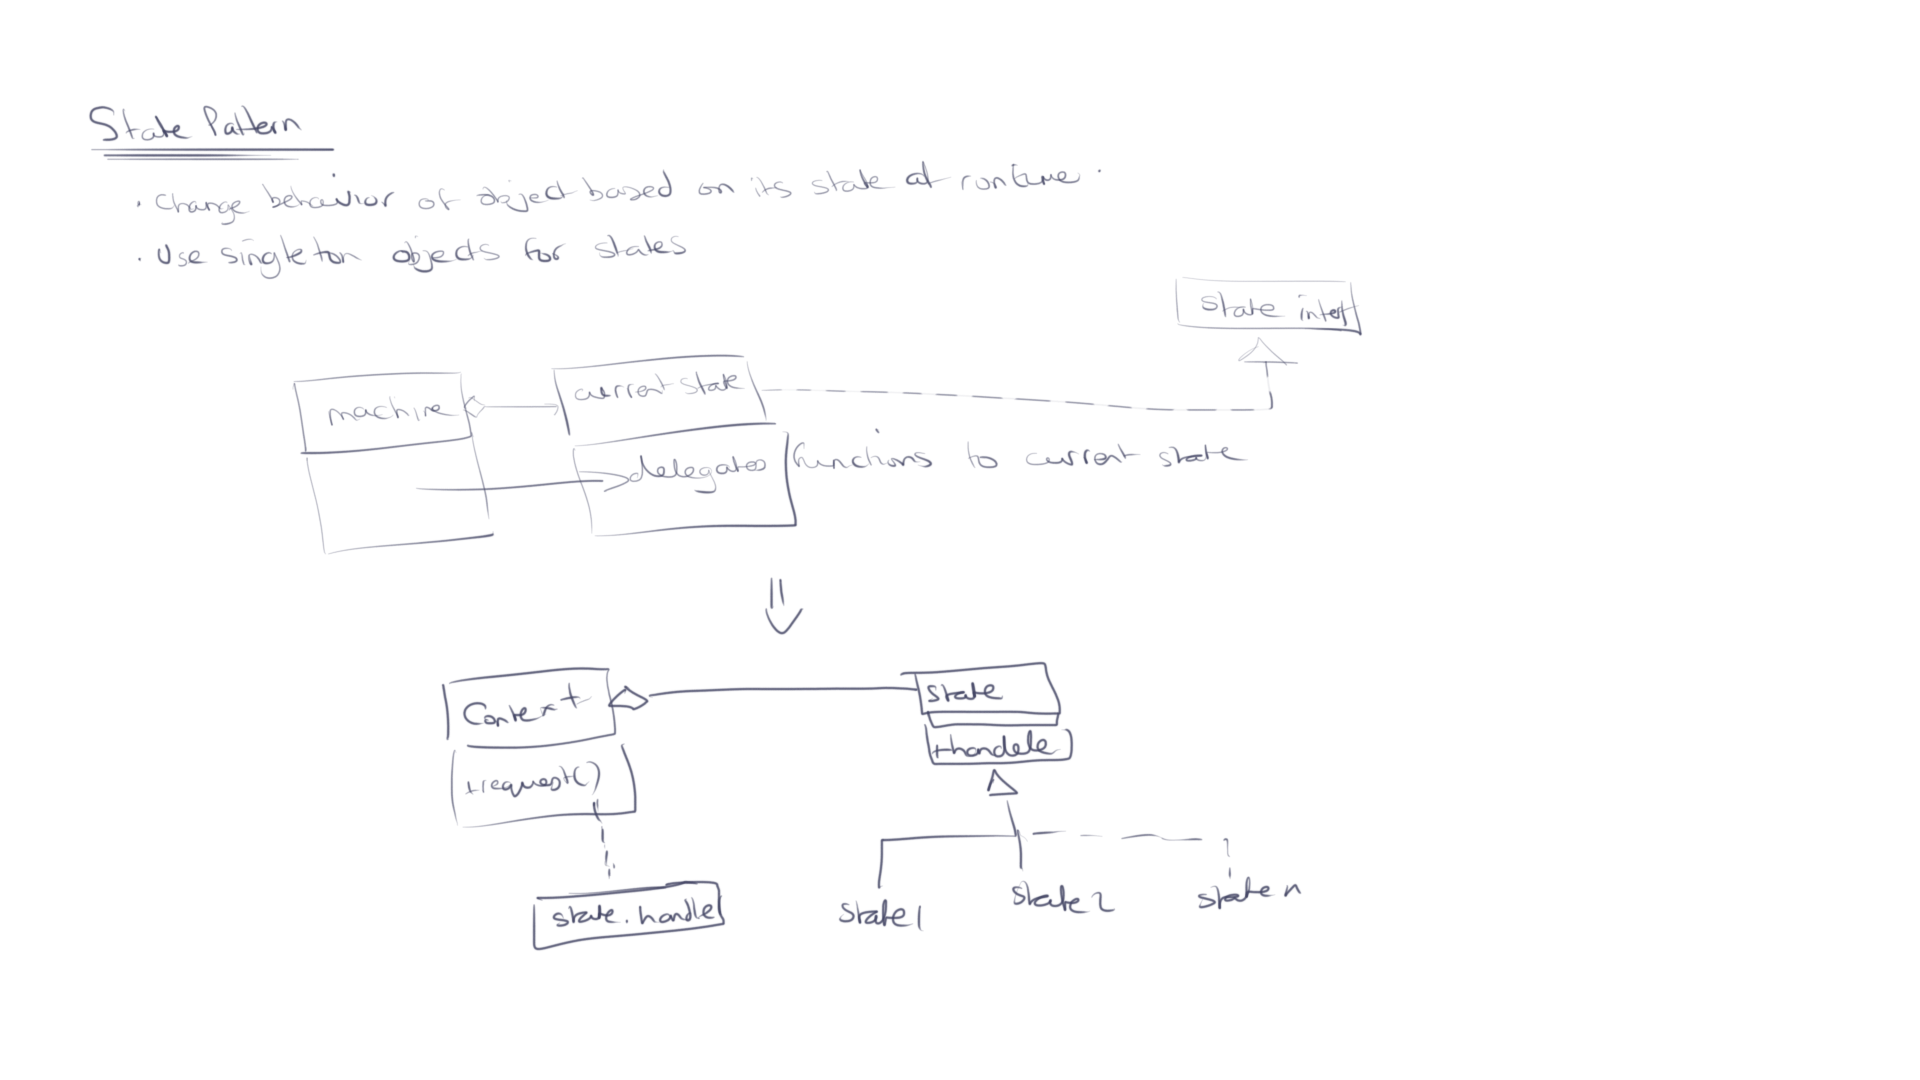 State Pattern
. Change behavior of object based on its state at runtime.
. Use singleton objects for states
state interf
machine
current state
delegates functions to current state
Context
State
+handele
+request()
state.handle
state1
state2
state n